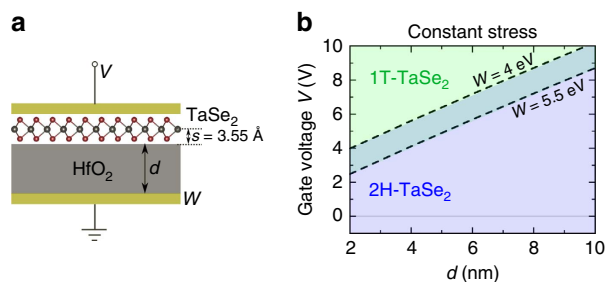 a
V
TaSe₂
s = 3.55 Å
HfO₂
d
W
b
Constant stress
Gate voltage V (V)
10
8
6
4
2
0
1T-TaSe₂
W = 4 eV
W = 5.5 eV
2H-TaSe₂
2 4 6 8 10
d (nm)